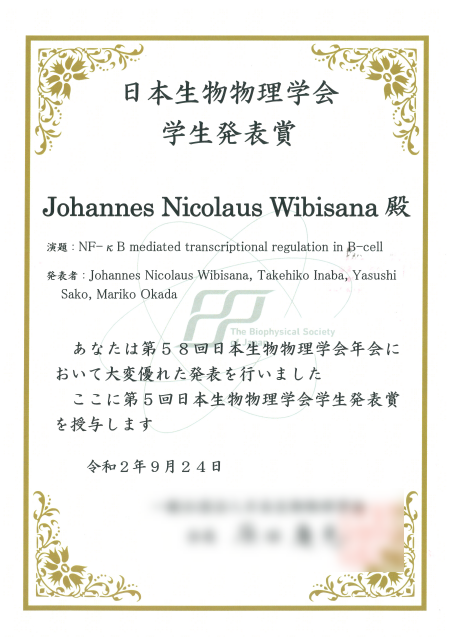 日本生物物理学会
学生発表賞
Johannes Nicolaus Wibisana 殿
演題：NF-κB mediated transcriptional regulation in B-cell
発表者：Johannes Nicolaus Wibisana, Takehiko Inaba, Yasushi
Sako, Mariko Okada
The Biophysical Society
of Japan
あなたは第５８回日本生物物理学会年会に
おいて大変優れた発表を行いました
ここに第５回日本生物物理学会学生発表賞
を授与します
令和２年９月２４日